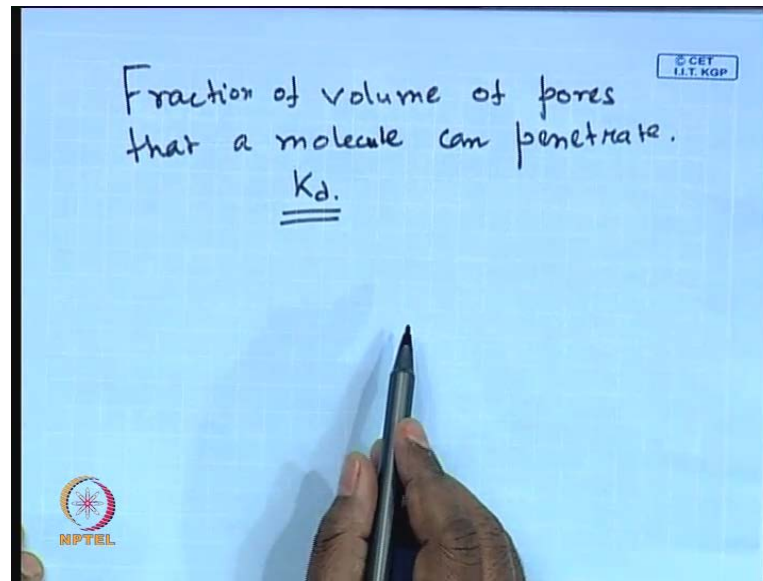 © CET
I.I.T. KGP
Fraction of volume of pores
that a molecule can penetrate.
Kd.
NPTEL